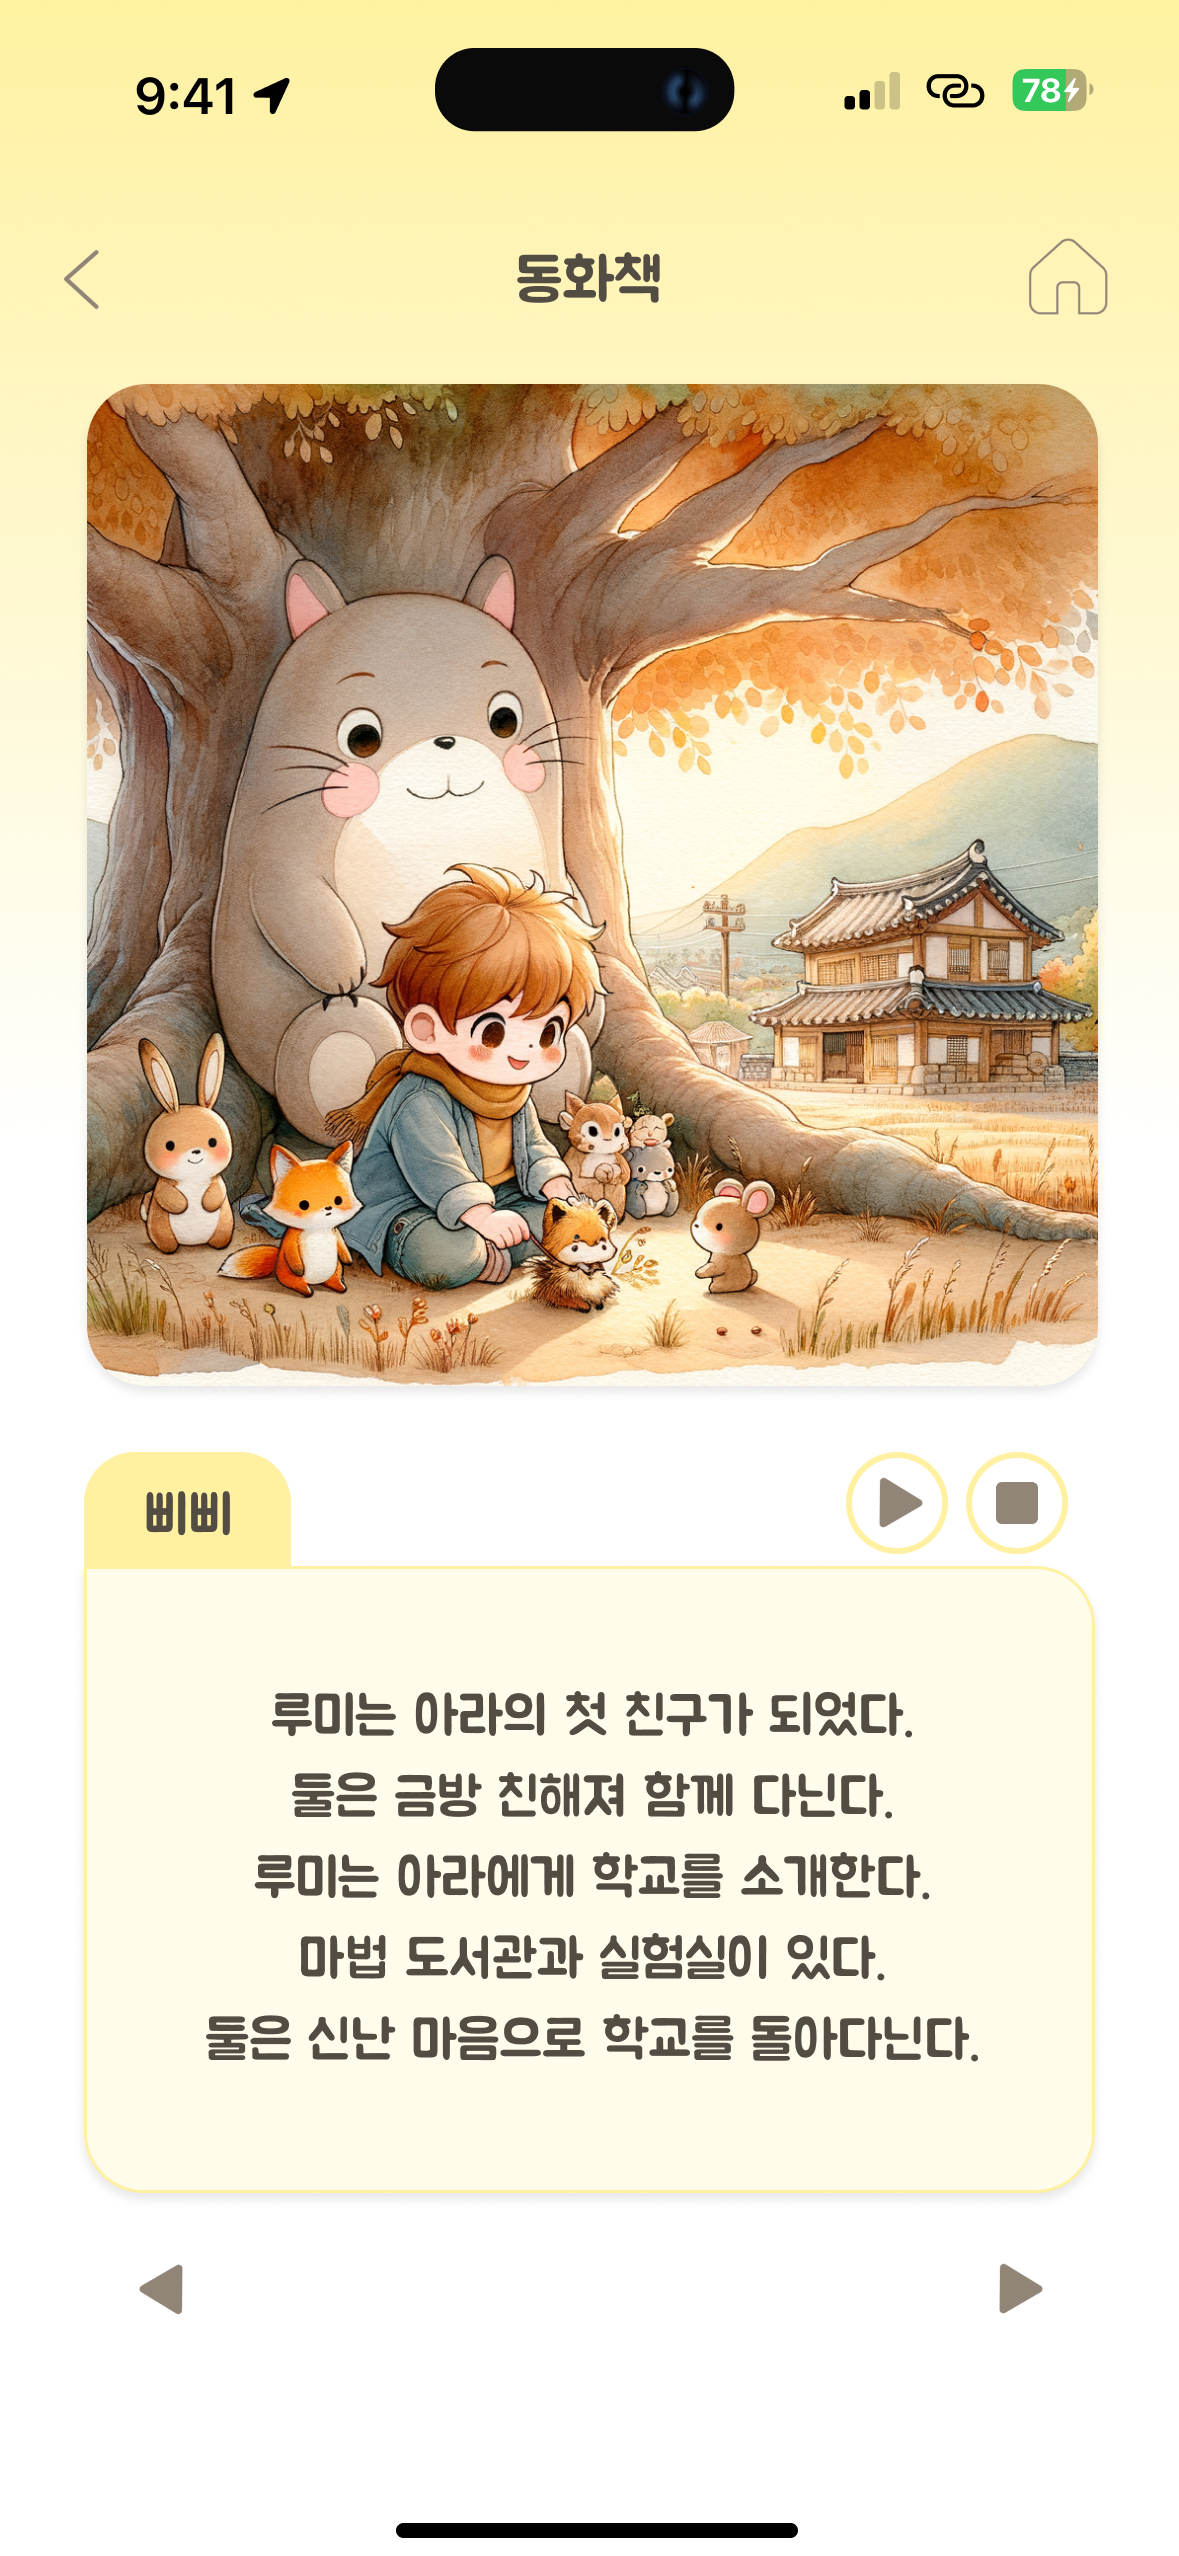 9:41
78
동화책
삐삐
루미는 아라의 첫 친구가 되었다.
둘은 금방 친해져 함께 다닌다.
루미는 아라에게 학교를 소개한다.
마법 도서관과 실험실이 있다.
둘은 신난 마음으로 학교를 돌아다닌다.